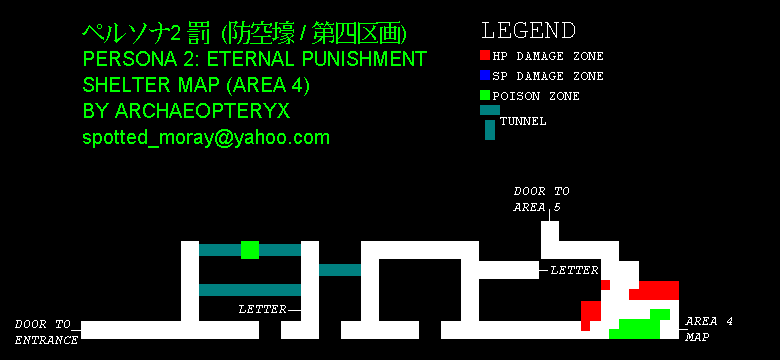 ペルソナ2 罰 (防空壕 / 第四区画)
PERSONA 2: ETERNAL PUNISHMENT
SHELTER MAP (AREA 4)
BY ARCHAEOPTERYX
spotted_moray@yahoo.com
LEGEND
HP DAMAGE ZONE
SP DAMAGE ZONE
POISON ZONE
TUNNEL
DOOR TO
AREA 5
LETTER
LETTER
DOOR TO
ENTRANCE
AREA 4
MAP